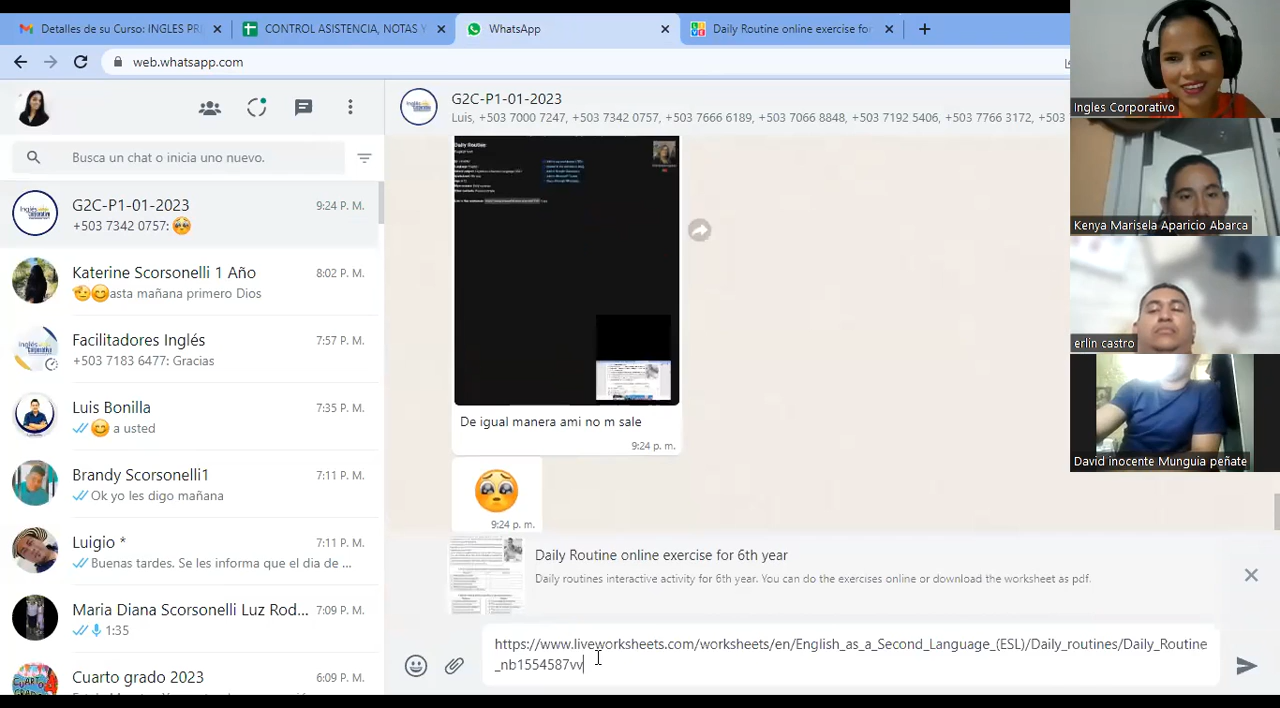 Detalles de su Curso: INGLES PRI
CONTROL ASISTENCIA, NOTAS Y
WhatsApp
Daily Routine online exercise for
web.whatsapp.com
Busca un chat o inicia uno nuevo.
G2C-P1-01-2023
9:24 P. M.
+503 7342 0757:
Katerine Scorsonelli 1 Año
8:02 P. M.
asta mañana primero Dios
Facilitadores Inglés
7:57 P. M.
+503 7183 6477: Gracias
Luis Bonilla
7:35 P. M.
a usted
Brandy Scorsonelli1
7:11 P. M.
Ok yo les digo mañana
Luigio *
7:11 P. M.
Buenas tardes. Se ... ma que el día de ...
Maria Diana Scorsonelli Luz Rod...
7:09 P. M.
1:35
Cuarto grado 2023
6:09 P. M.
G2C-P1-01-2023
Luis, +503 7000 7247, +503 7342 0757, +503 7666 6189, +503 7066 8848, +503 7192 5406, +503 7766 3172, +503
Daily Routine
De igual manera ami no m sale
9:24 p. m.
9:24 p. m.
Daily Routine online exercise for 6th year
Daily routines interactive activity for 6th year. You can do the exercises online or download the worksheet as pdf.
https://www.liveworksheets.com/worksheets/en/English_as_a_Second_Language_(ESL)/Daily_routines/Daily_Routine
_nb1554587vv
Ingles Corporativo
Kenya Marisela Aparicio Abarca
erlin castro
David inocente Munguia peñate